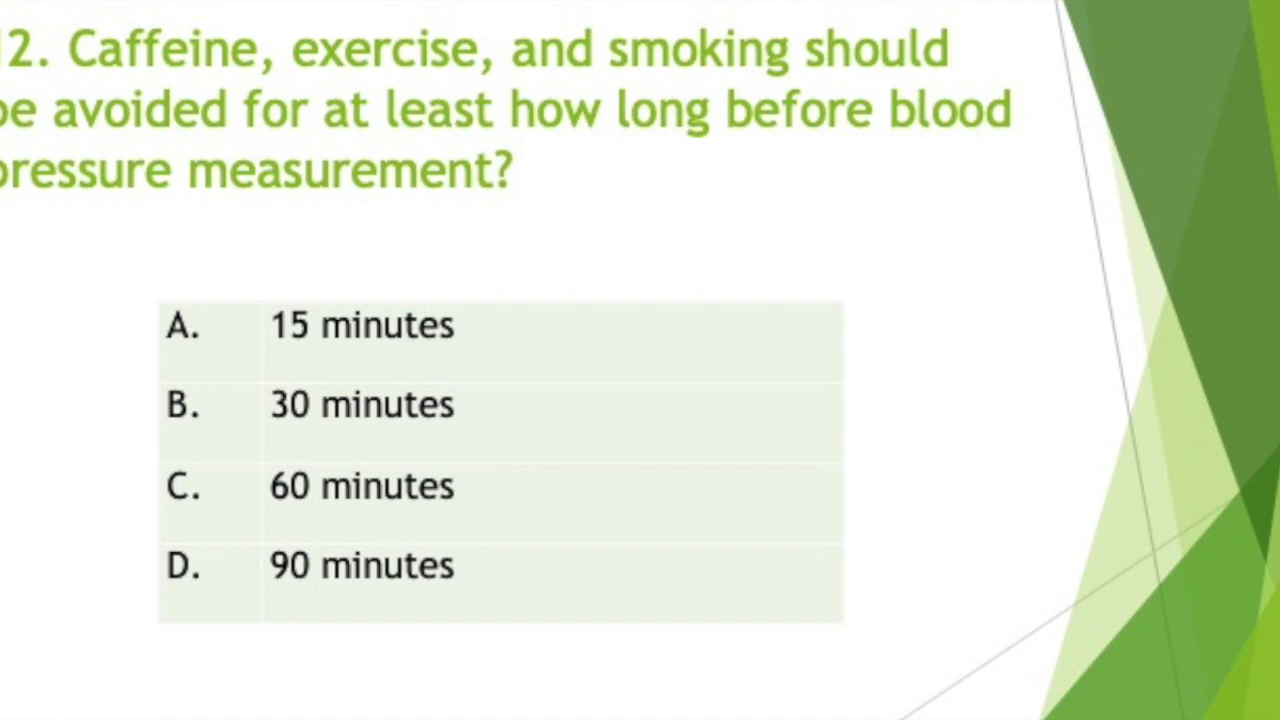 12. Caffeine, exercise, and smoking should
be avoided for at least how long before blood
pressure measurement?
A. 15 minutes
B. 30 minutes
C. 60 minutes
D. 90 minutes